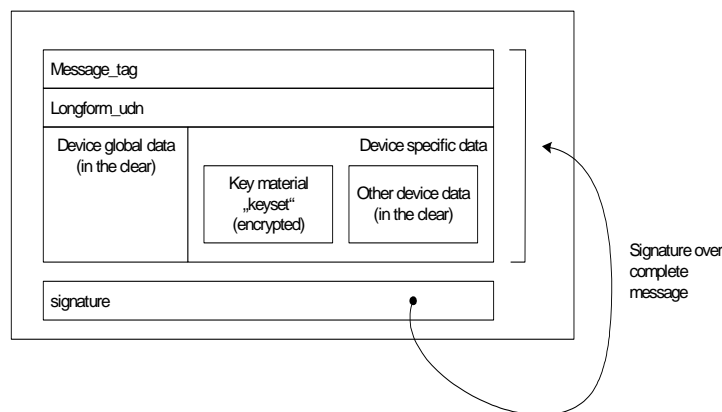 Message_tag
Longform_udn
Device global data
(in the clear)
Device specific data
Key material
„keyset“
(encrypted)
Other device data
(in the clear)
Signature over
complete
message
signature